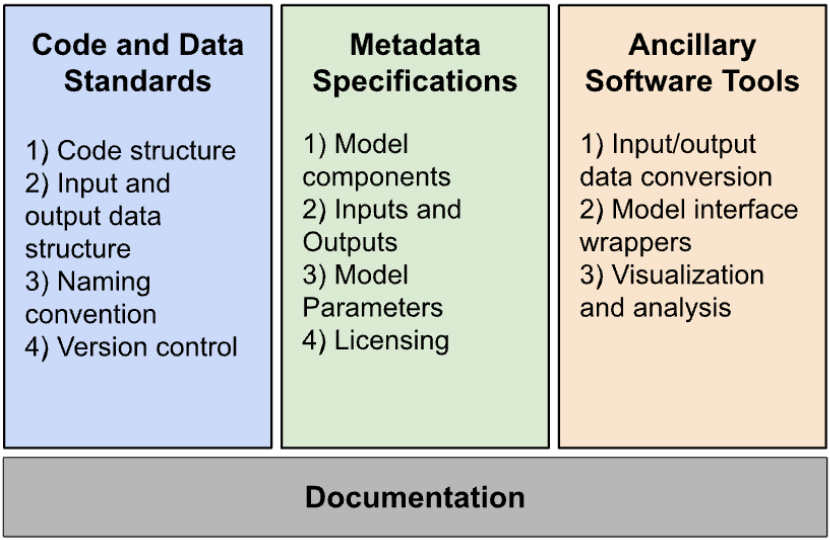 Code and Data
Standards
1) Code structure
2) Input and
output data
structure
3) Naming
convention
4) Version control
Metadata
Specifications
1) Model
components
2) Inputs and
Outputs
3) Model
Parameters
4) Licensing
Ancillary
Software Tools
1) Input/output
data conversion
2) Model interface
wrappers
3) Visualization
and analysis
Documentation